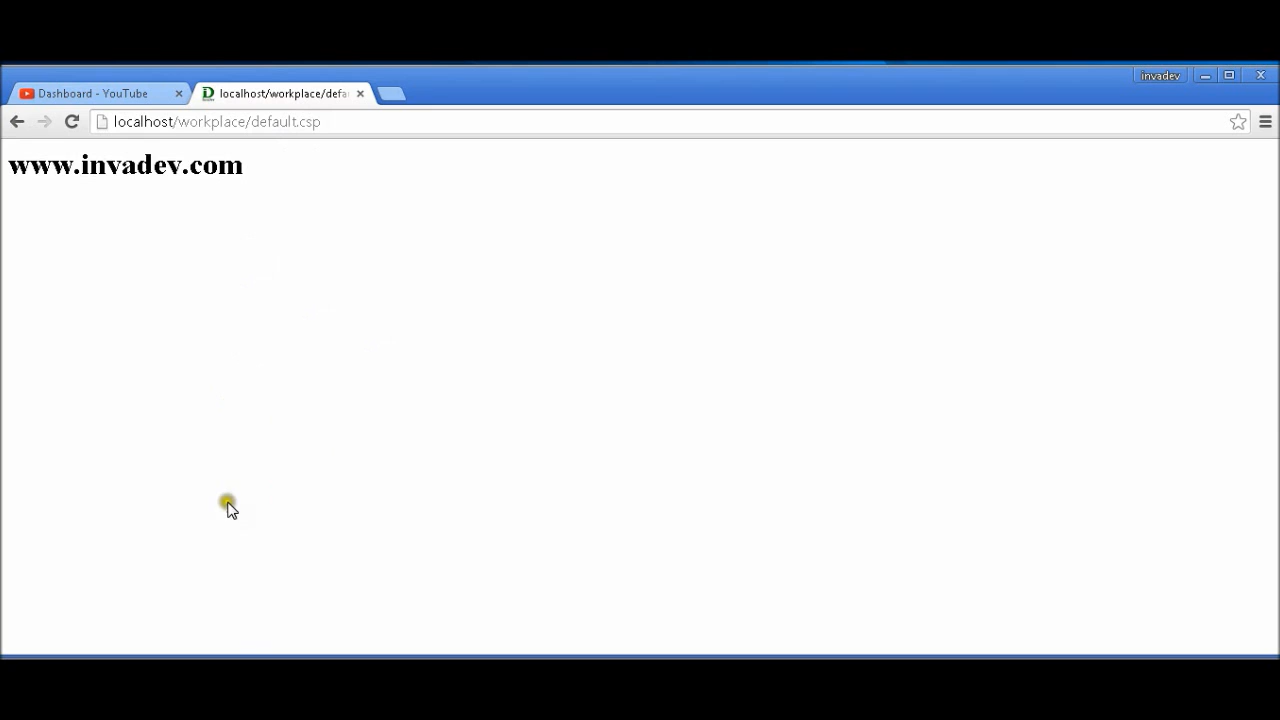 invadev
Dashboard - YouTube
localhost/workplace/defa
localhost/workplace/default.csp
www.invadev.com